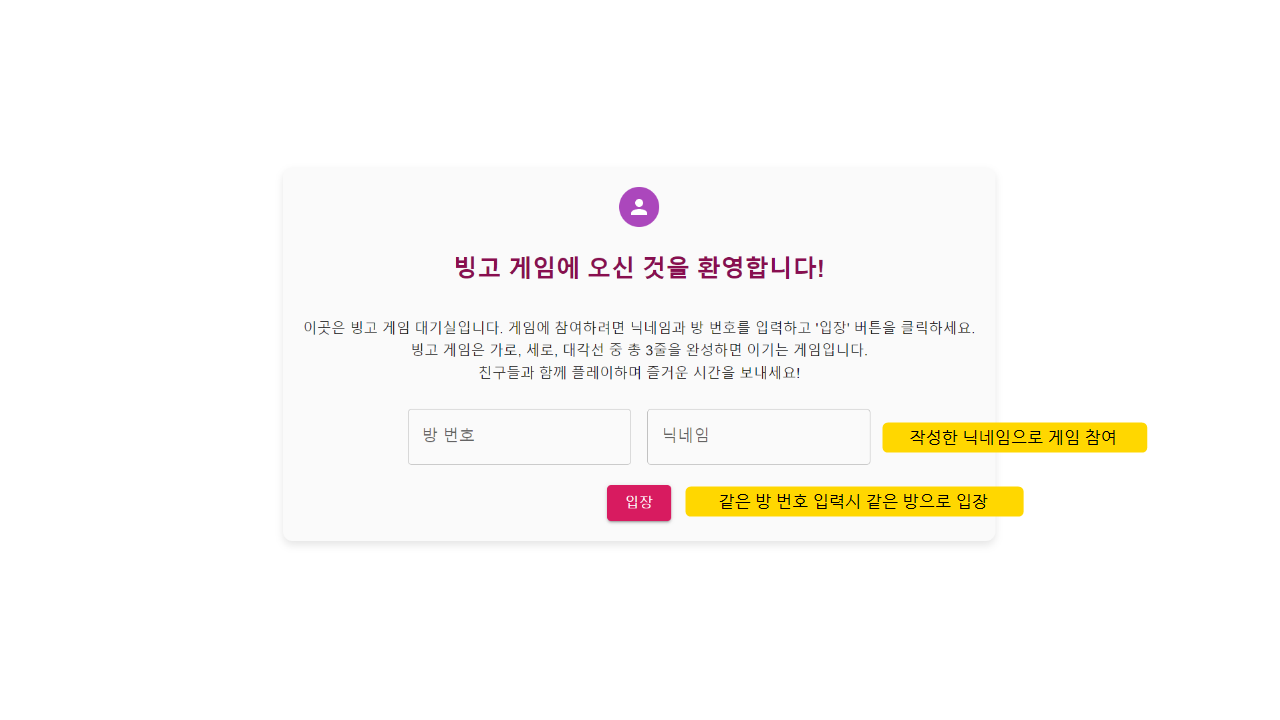 빙고 게임에 오신 것을 환영합니다!
이곳은 빙고 게임 대기실입니다. 게임에 참여하려면 닉네임과 방 번호를 입력하고 '입장' 버튼을 클릭하세요.
빙고 게임은 가로, 세로, 대각선 중 총 3줄을 완성하면 이기는 게임입니다.
친구들과 함께 플레이하며 즐거운 시간을 보내세요!
방 번호
닉네임
작성한 닉네임으로 게임 참여
입장
같은 방 번호 입력시 같은 방으로 입장